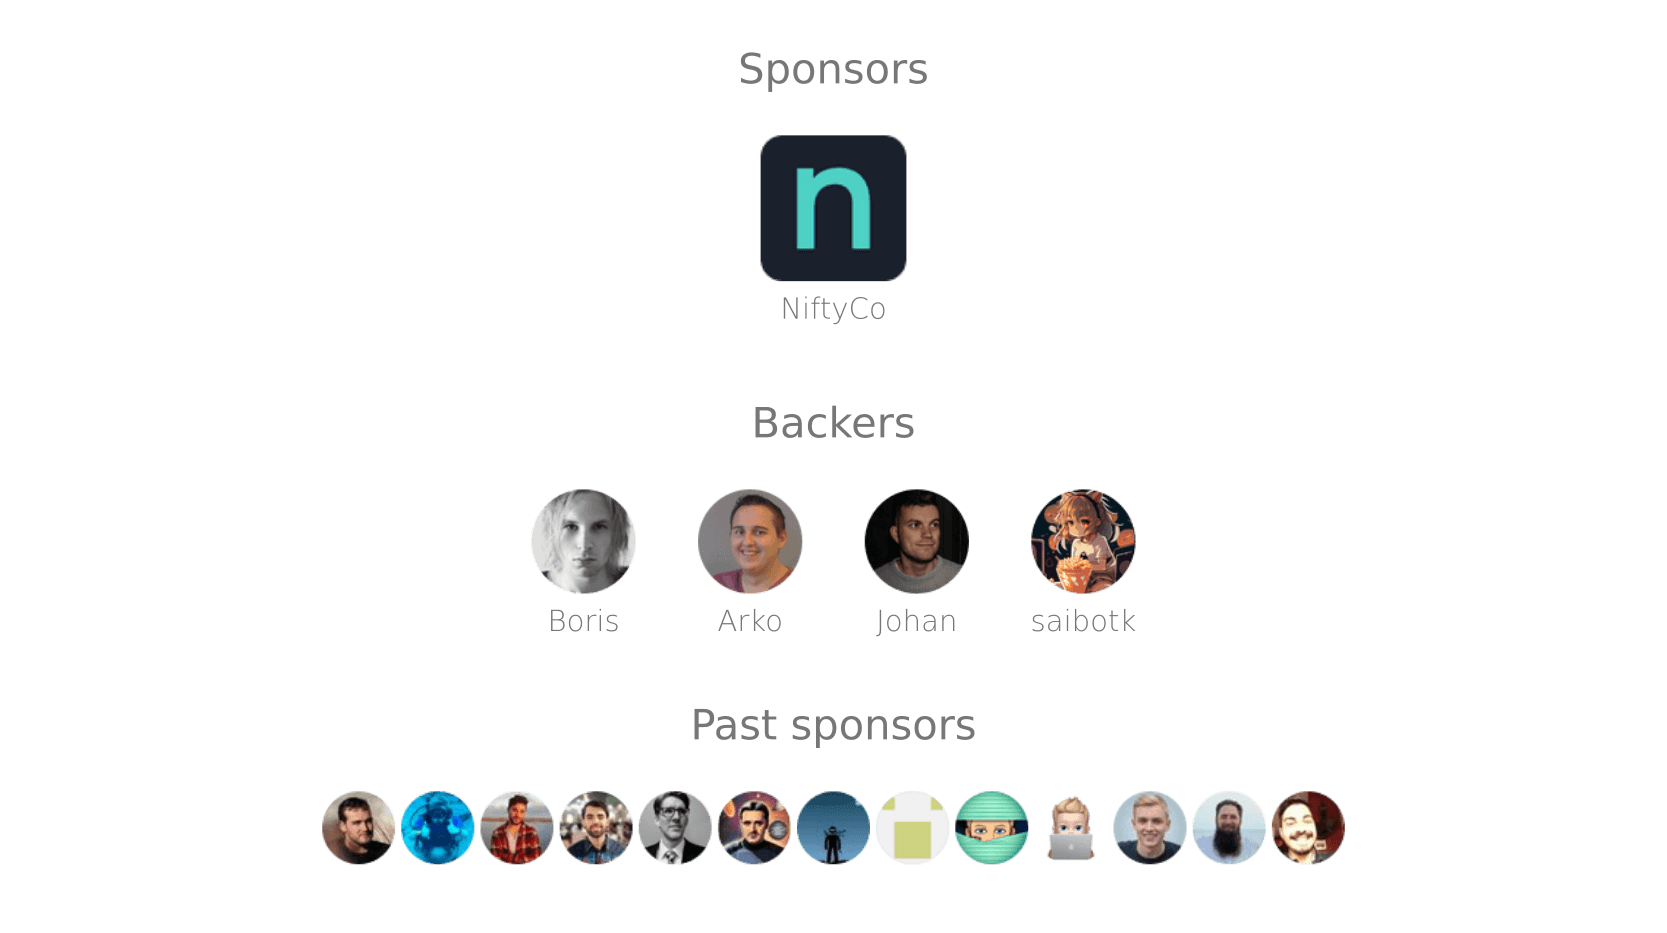 Sponsors
n
NiftyCo
Backers
Boris Arko Johan saibotk
Past sponsors